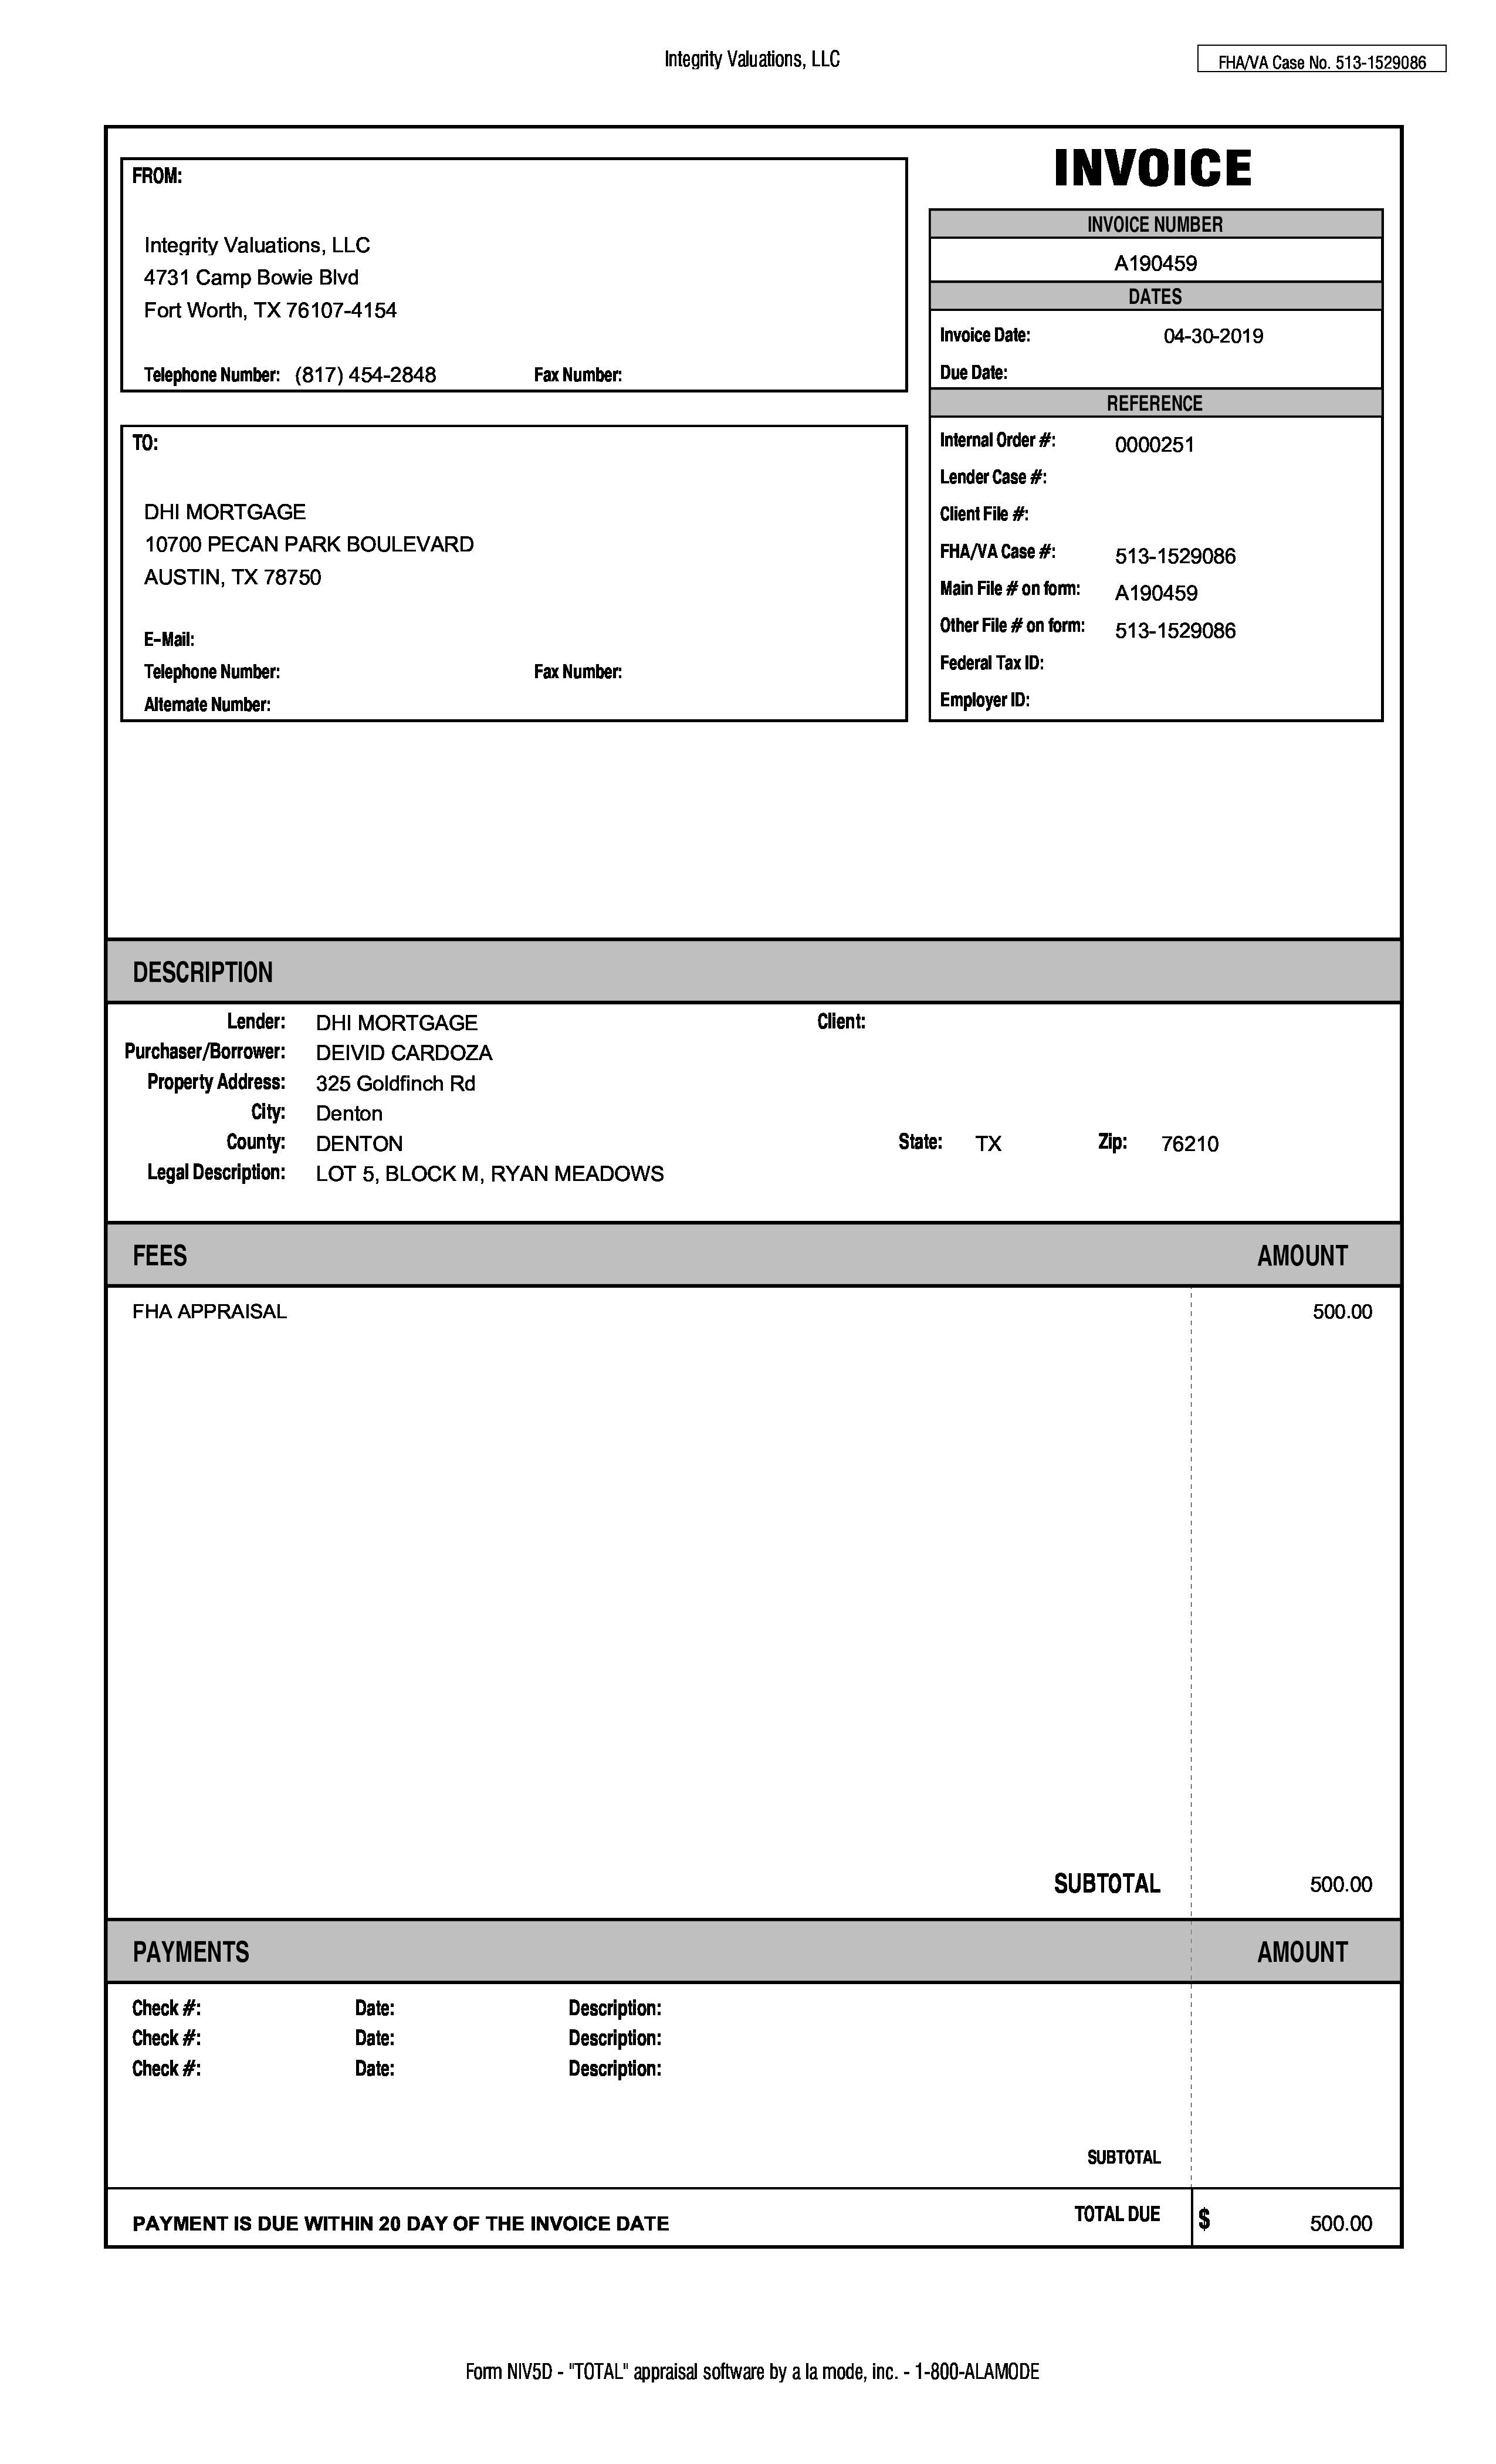 Integrity Valuations, LLC
FHA/VA Case No. 513-1529086
INVOICE
FROM:
Integrity Valuations, LLC
4731 Camp Bowie Blvd
Fort Worth, TX 76107-4154
Telephone Number: (817) 454-2848 Fax Number:
INVOICE NUMBER
A190459
DATES
Invoice Date: 04-30-2019
Due Date:
REFERENCE
Internal Order #: 0000251
Lender Case #:
Client File #:
FHA/VA Case #: 513-1529086
Main File # on form: A190459
Other File # on form: 513-1529086
Federal Tax ID:
Employer ID:
TO:
DHI MORTGAGE
10700 PECAN PARK BOULEVARD
AUSTIN, TX 78750
E-Mail:
Telephone Number: Fax Number:
Alternate Number:
DESCRIPTION
Lender: DHI MORTGAGE Client:
Purchaser/Borrower: DEIVID CARDOZA
Property Address: 325 Goldfinch Rd
City: Denton
County: DENTON State: TX Zip: 76210
Legal Description: LOT 5, BLOCK M, RYAN MEADOWS
FEES AMOUNT
FHA APPRAISAL 500.00
SUBTOTAL 500.00
PAYMENTS AMOUNT
Check #: Date: Description:
Check #: Date: Description:
Check #: Date: Description:
SUBTOTAL
PAYMENT IS DUE WITHIN 20 DAY OF THE INVOICE DATE TOTAL DUE $ 500.00
Form NIV5D - "TOTAL" appraisal software by a la mode, inc. - 1-800-ALAMODE